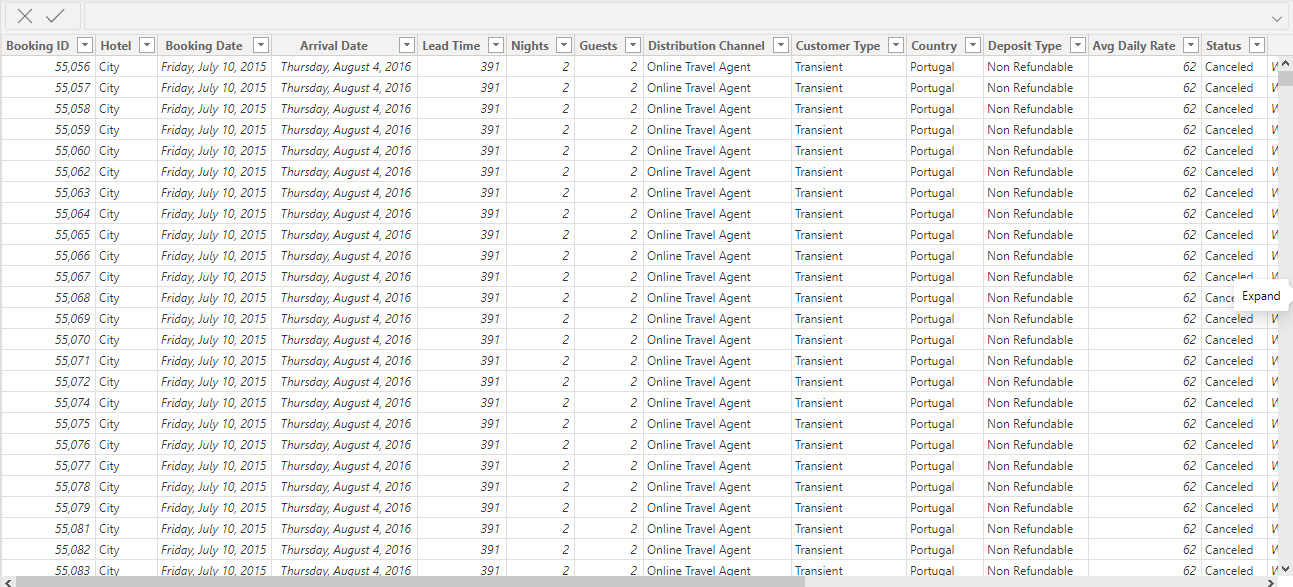 Booking ID Hotel Booking Date Arrival Date Lead Time Nights Guests Distribution Channel Customer Type Country Deposit Type Avg Daily Rate Status
55,056 City Friday, July 10, 2015 Thursday, August 4, 2016 391 2 2 Online Travel Agent Transient Portugal Non Refundable 62 Canceled
55,057 City Friday, July 10, 2015 Thursday, August 4, 2016 391 2 2 Online Travel Agent Transient Portugal Non Refundable 62 Canceled
55,058 City Friday, July 10, 2015 Thursday, August 4, 2016 391 2 2 Online Travel Agent Transient Portugal Non Refundable 62 Canceled
55,059 City Friday, July 10, 2015 Thursday, August 4, 2016 391 2 2 Online Travel Agent Transient Portugal Non Refundable 62 Canceled
55,060 City Friday, July 10, 2015 Thursday, August 4, 2016 391 2 2 Online Travel Agent Transient Portugal Non Refundable 62 Canceled
55,062 City Friday, July 10, 2015 Thursday, August 4, 2016 391 2 2 Online Travel Agent Transient Portugal Non Refundable 62 Canceled
55,063 City Friday, July 10, 2015 Thursday, August 4, 2016 391 2 2 Online Travel Agent Transient Portugal Non Refundable 62 Canceled
55,064 City Friday, July 10, 2015 Thursday, August 4, 2016 391 2 2 Online Travel Agent Transient Portugal Non Refundable 62 Canceled
55,065 City Friday, July 10, 2015 Thursday, August 4, 2016 391 2 2 Online Travel Agent Transient Portugal Non Refundable 62 Canceled
55,066 City Friday, July 10, 2015 Thursday, August 4, 2016 391 2 2 Online Travel Agent Transient Portugal Non Refundable 62 Canceled
55,067 City Friday, July 10, 2015 Thursday, August 4, 2016 391 2 2 Online Travel Agent Transient Portugal Non Refundable 62 Canceled
55,068 City Friday, July 10, 2015 Thursday, August 4, 2016 391 2 2 Online Travel Agent Transient Portugal Non Refundable 62 Expand
55,069 City Friday, July 10, 2015 Thursday, August 4, 2016 391 2 2 Online Travel Agent Transient Portugal Non Refundable 62 Canceled
55,070 City Friday, July 10, 2015 Thursday, August 4, 2016 391 2 2 Online Travel Agent Transient Portugal Non Refundable 62 Canceled
55,071 City Friday, July 10, 2015 Thursday, August 4, 2016 391 2 2 Online Travel Agent Transient Portugal Non Refundable 62 Canceled
55,072 City Friday, July 10, 2015 Thursday, August 4, 2016 391 2 2 Online Travel Agent Transient Portugal Non Refundable 62 Canceled
55,074 City Friday, July 10, 2015 Thursday, August 4, 2016 391 2 2 Online Travel Agent Transient Portugal Non Refundable 62 Canceled
55,075 City Friday, July 10, 2015 Thursday, August 4, 2016 391 2 2 Online Travel Agent Transient Portugal Non Refundable 62 Canceled
55,076 City Friday, July 10, 2015 Thursday, August 4, 2016 391 2 2 Online Travel Agent Transient Portugal Non Refundable 62 Canceled
55,077 City Friday, July 10, 2015 Thursday, August 4, 2016 391 2 2 Online Travel Agent Transient Portugal Non Refundable 62 Canceled
55,078 City Friday, July 10, 2015 Thursday, August 4, 2016 391 2 2 Online Travel Agent Transient Portugal Non Refundable 62 Canceled
55,079 City Friday, July 10, 2015 Thursday, August 4, 2016 391 2 2 Online Travel Agent Transient Portugal Non Refundable 62 Canceled
55,081 City Friday, July 10, 2015 Thursday, August 4, 2016 391 2 2 Online Travel Agent Transient Portugal Non Refundable 62 Canceled
55,082 City Friday, July 10, 2015 Thursday, August 4, 2016 391 2 2 Online Travel Agent Transient Portugal Non Refundable 62 Canceled
55,083 City Friday, July 10, 2015 Thursday, August 4, 2016 391 2 2 Online Travel Agent Transient Portugal Non Refundable 62 Canceled